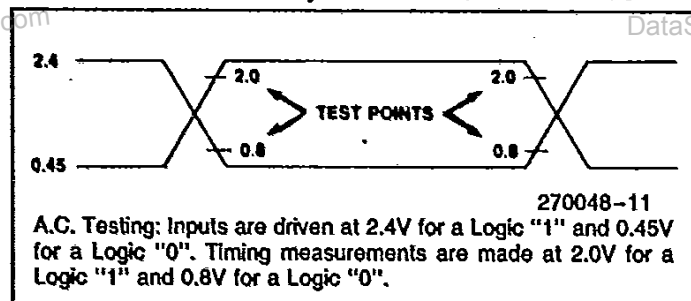 com
DataS
2.4
2.0
2.0
TEST POINTS
0.8
0.8
0.45
270048-11
A.C. Testing: Inputs are driven at 2.4V for a Logic "1" and 0.45V
for a Logic "0". Timing measurements are made at 2.0V for a
Logic "1" and 0.8V for a Logic "0".